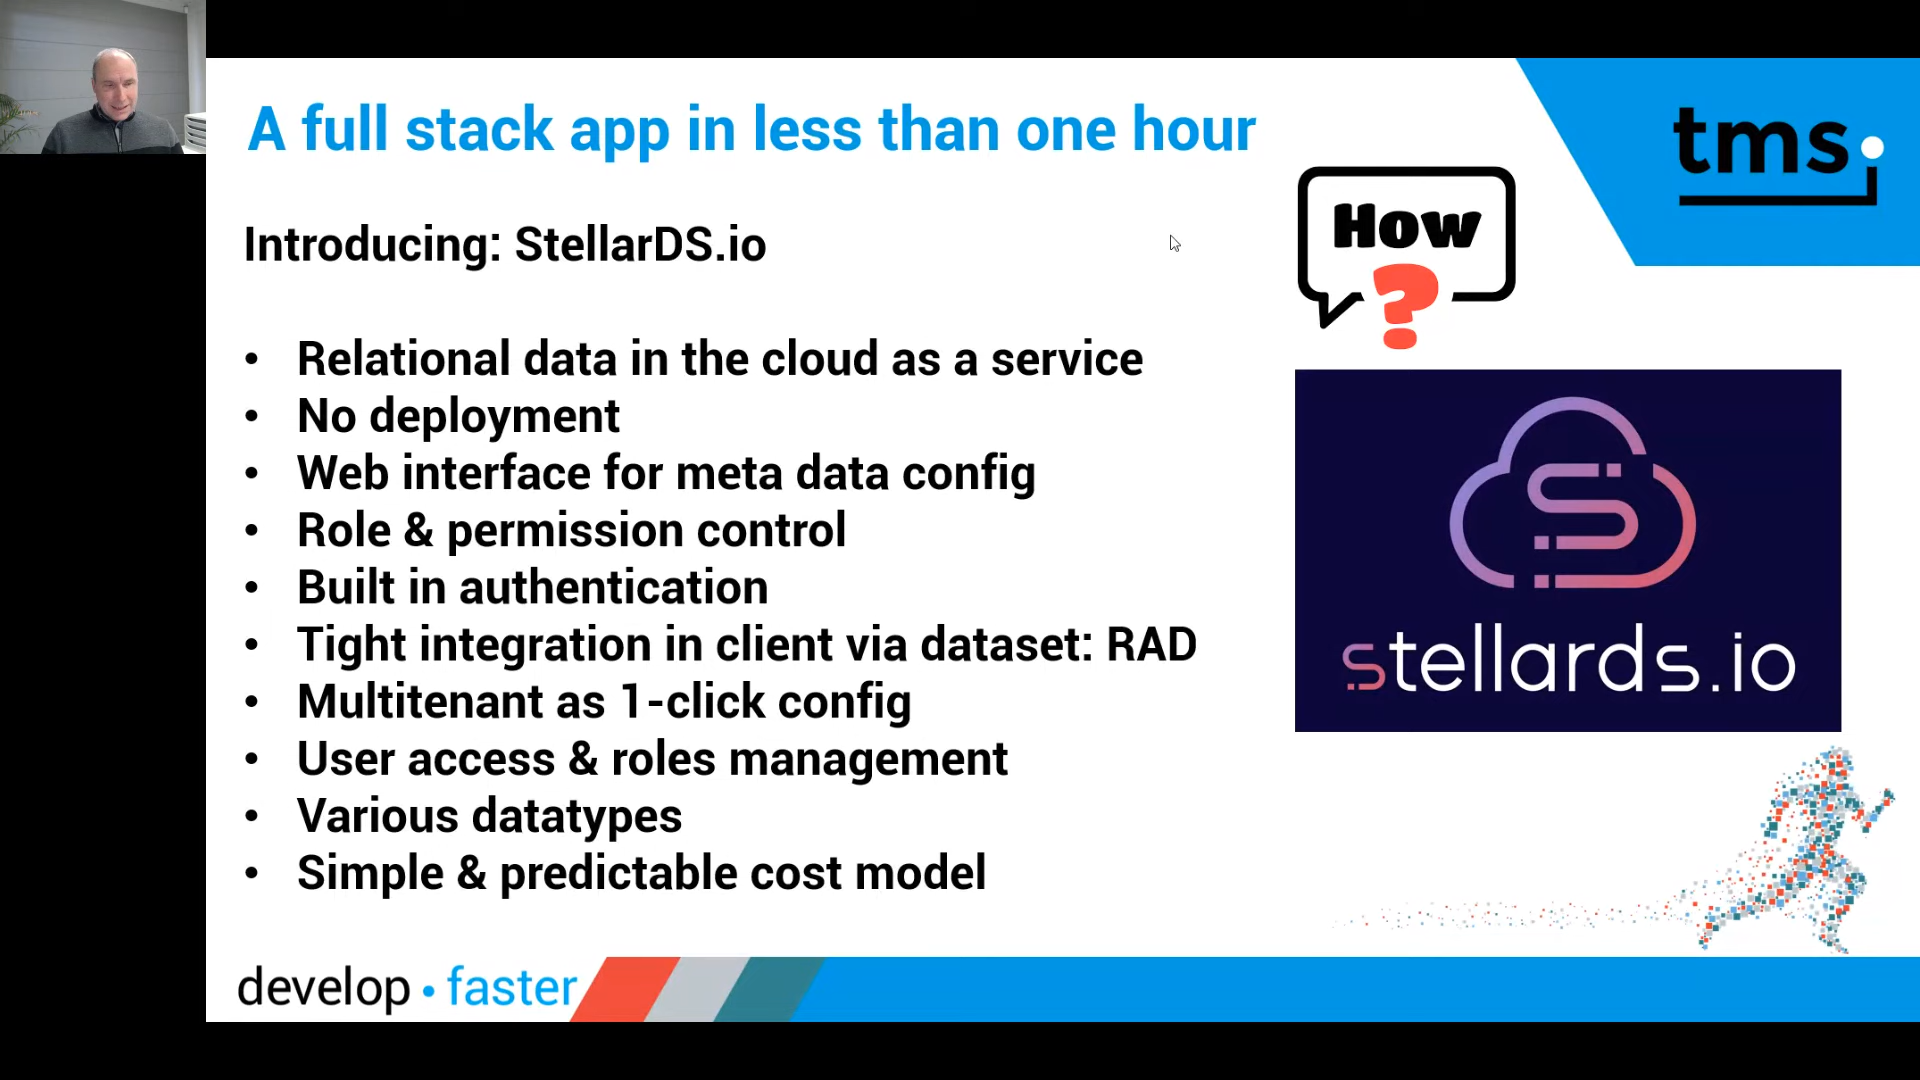 A full stack app in less than one hour
tms
How
?
Introducing: StellarDS.io
• Relational data in the cloud as a service
• No deployment
• Web interface for meta data config
• Role & permission control
• Built in authentication
• Tight integration in client via dataset: RAD
• Multitenant as 1-click config
• User access & roles management
• Various datatypes
• Simple & predictable cost model
stellards.io
develop • faster